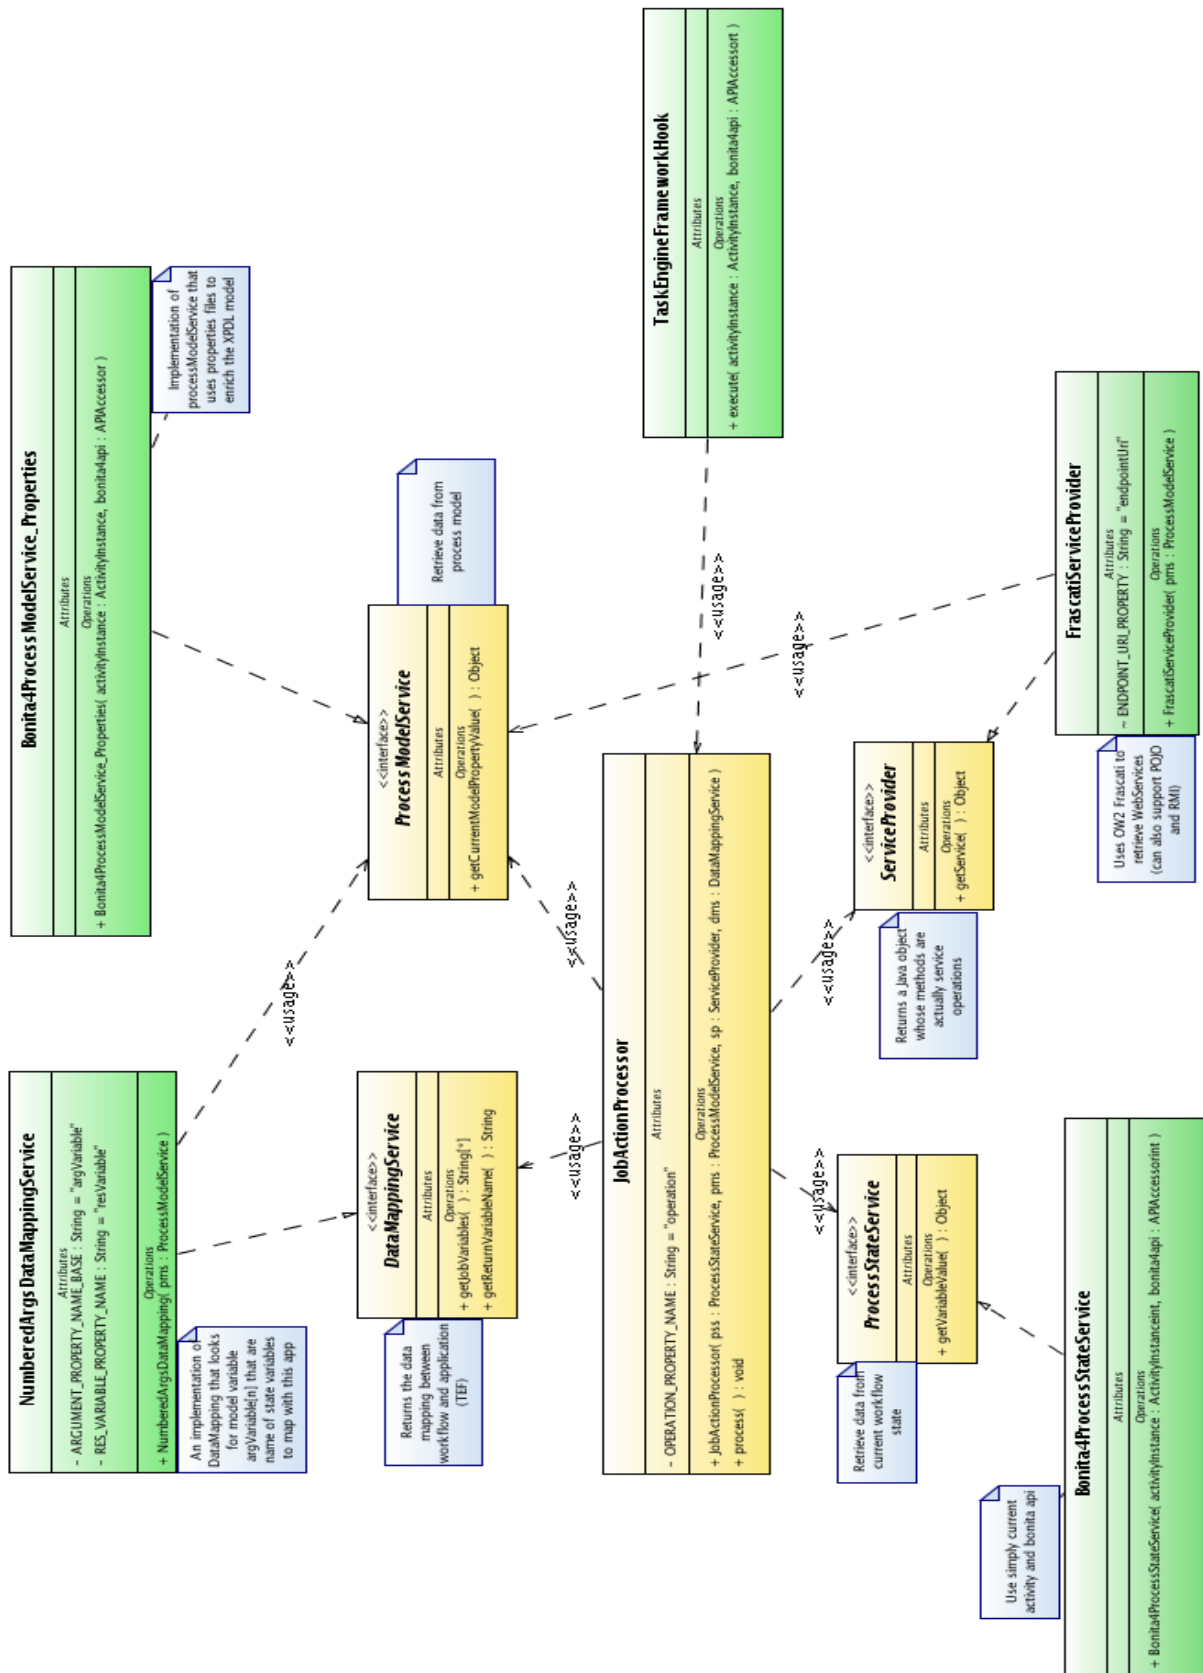 NumberedArgsDataMappingService
Attributes
- ARGUMENT_PROPERTY_NAME_BASE : String = "argVariable"
- RES_VARIABLE_PROPERTY_NAME : String = "resVariable"
Operations
+ NumberedArgsDataMapping( pms : ProcessModelService )
An implementation of
DataMapping that looks
for model variable
argVariable[n] that are
name of state variables
to map with this app
Bonita4ProcessModelService_Properties
Attributes
Operations
+ Bonita4ProcessModelService_Properties( activityInstance : ActivityInstance, bonita4api : APIAccessor )
Implementation of
processModelService that
uses properties files to
enrich the XPDL model
<<usage>>
<<interface>>
DataMappingService
Attributes
Operations
+ getJobVariables( ) : String[*]
+ getReturnVariableName( ) : String
Returns the data
mapping between
workflow and application
(TEF)
<<interface>>
ProcessModelService
Attributes
Operations
+ getCurrentModelPropertyValue( ) : Object
Retrieve data from
process model
<<usage>>
<<usage>>
JobActionProcessor
Attributes
- OPERATION_PROPERTY_NAME : String = "operation"
Operations
+ JobActionProcessor( pss : ProcessStateService, pms : ProcessModelService, sp : ServiceProvider, dms : DataMappingService )
+ process( ) : void
<<usage>>
TaskEngineFrameworkHook
Attributes
Operations
+ execute( activityInstance : ActivityInstance, bonita4api : APIAccessort )
<<usage>>
<<usage>>
<<usage>>
<<interface>>
ProcessStateService
Attributes
Operations
+ getVariableValue( ) : Object
Retrieve data from
current workflow
state
<<interface>>
ServiceProvider
Attributes
Operations
+ getService( ) : Object
Returns a Java object
whose methods are
actually service
operations
Use simply current
activity and bonita api
Bonita4ProcessStateService
Attributes
Operations
+ Bonita4ProcessStateService( activityInstance : ActivityInstanceint, bonita4api : APIAccessorint )
FrascatiServiceProvider
Attributes
~ ENDPOINT_URI_PROPERTY : String = "endpointUri"
Operations
+ FrascatiServiceProvider( pms : ProcessModelService )
Uses OW2 Frascati to
retrieve WebServices
(can also support POJO
and RMI)